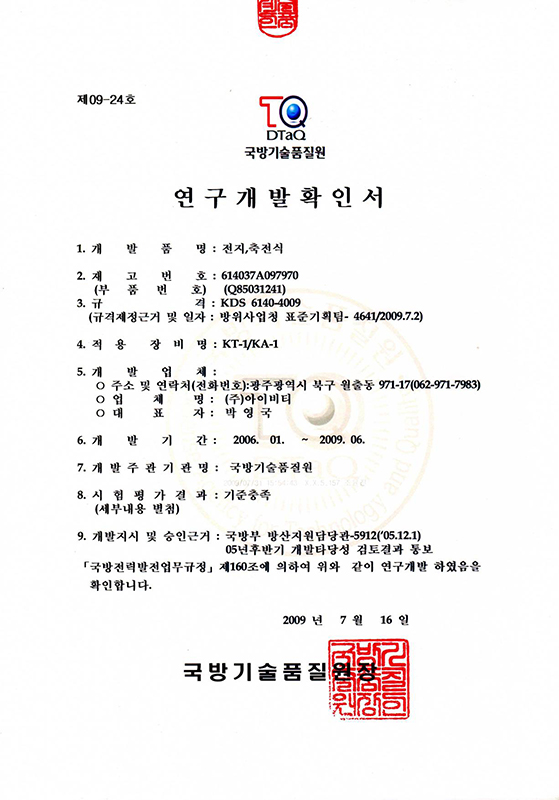 제09-24호
DTaQ
국방기술품질원
연구개발확인서
1. 개 발 품 명 : 전지,축전식
2. 재 고 번 호 : 614037A097970
(부 품 번 호) (Q85031241)
3. 규 격 : KDS 6140-4009
(규격제정근거 및 일자 : 방위사업청 표준기획팀- 4641/2009.7.2)
4. 적 용 장 비 명 : KT-1/KA-1
5. 개 발 업 체 :
○ 주소 및 연락처(전화번호):광주광역시 북구 월출동 971-17(062-971-7983)
○ 업 체 명 : (주)아이비티
○ 대 표 자 : 박 영 국
6. 개 발 기 간 : 2006. 01. ~ 2009. 06.
7. 개 발 주 관 기 관 명 : 국방기술품질원
8. 시 험 평 가 결 과 : 기준충족
(세부내용 별첨)
9. 개발지시 및 승인근거 : 국방부 방산지원담당관-5912('05.12.1)
05년후반기 개발타당성 검토결과 통보
「국방전력발전업무규정」 제160조에 의하여 위와 같이 연구개발 하였음을
확인합니다.
2009 년 7 월 16 일
국방기술품질원장